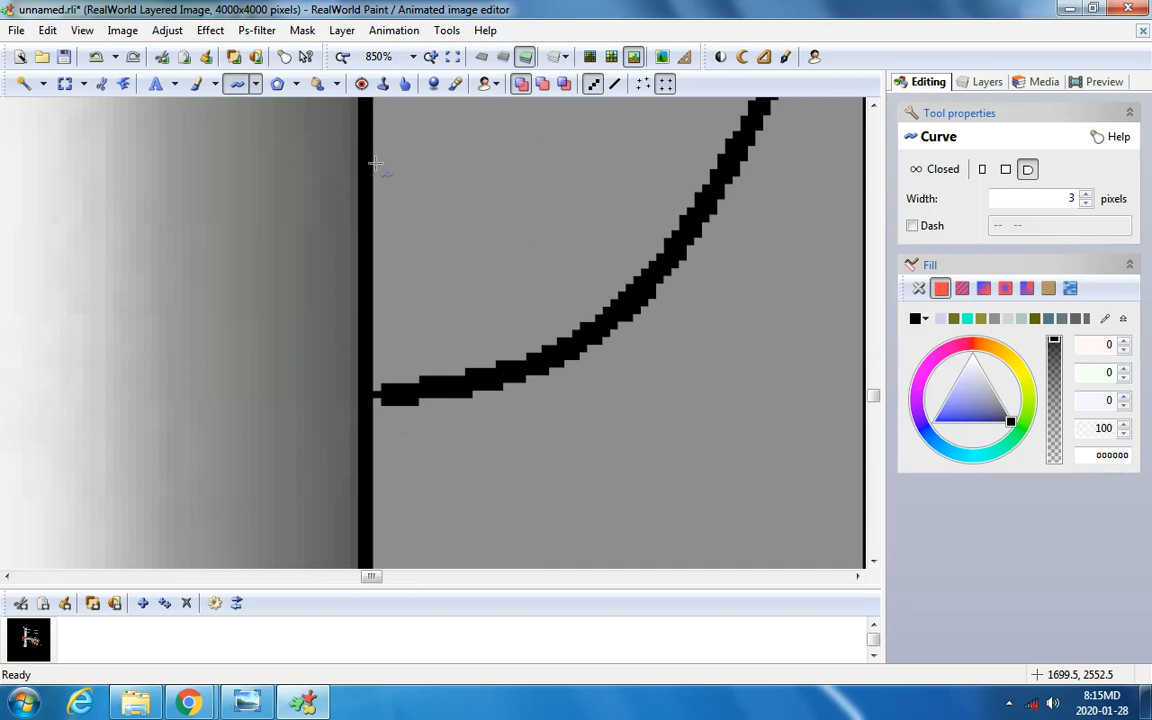 unnamed.rli* (RealWorld Layered Image, 4000x4000 pixels) - RealWorld Paint / Animated image editor
File Edit View Image Adjust Effect Ps-filter Mask Layer Animation Tools Help
850%
Editing Layers Media Preview
Tool properties
Curve Help
Closed
Width: 3 pixels
Dash
Fill
0
0
0
100
000000
Ready
1699.5, 2552.5
8:15MD
2020-01-28